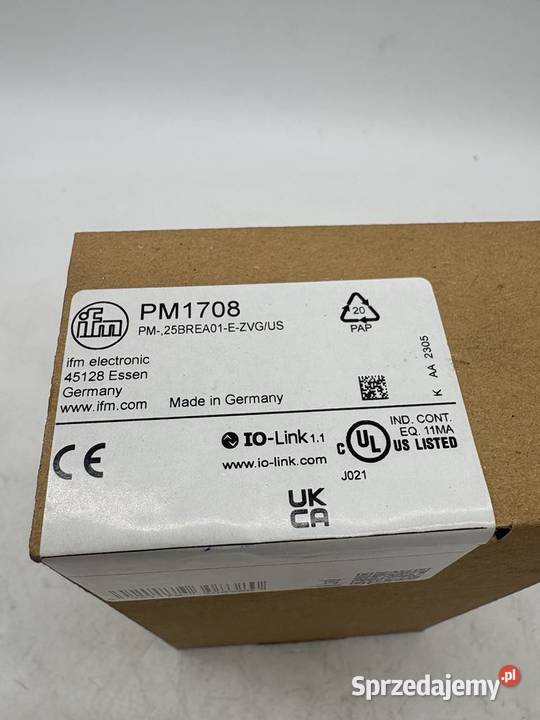 ifm
PM1708
PM-,25BREA01-E-ZVG/US
20
PAP
ifm electronic
45128 Essen
Germany
www.ifm.com
Made in Germany
K AA 2305
IO-Link 1.1
www.io-link.com
C UL US LISTED
IND. CONT.
EQ. 11MA
J021
CE
UK
CA
Sprzedajemy.pl